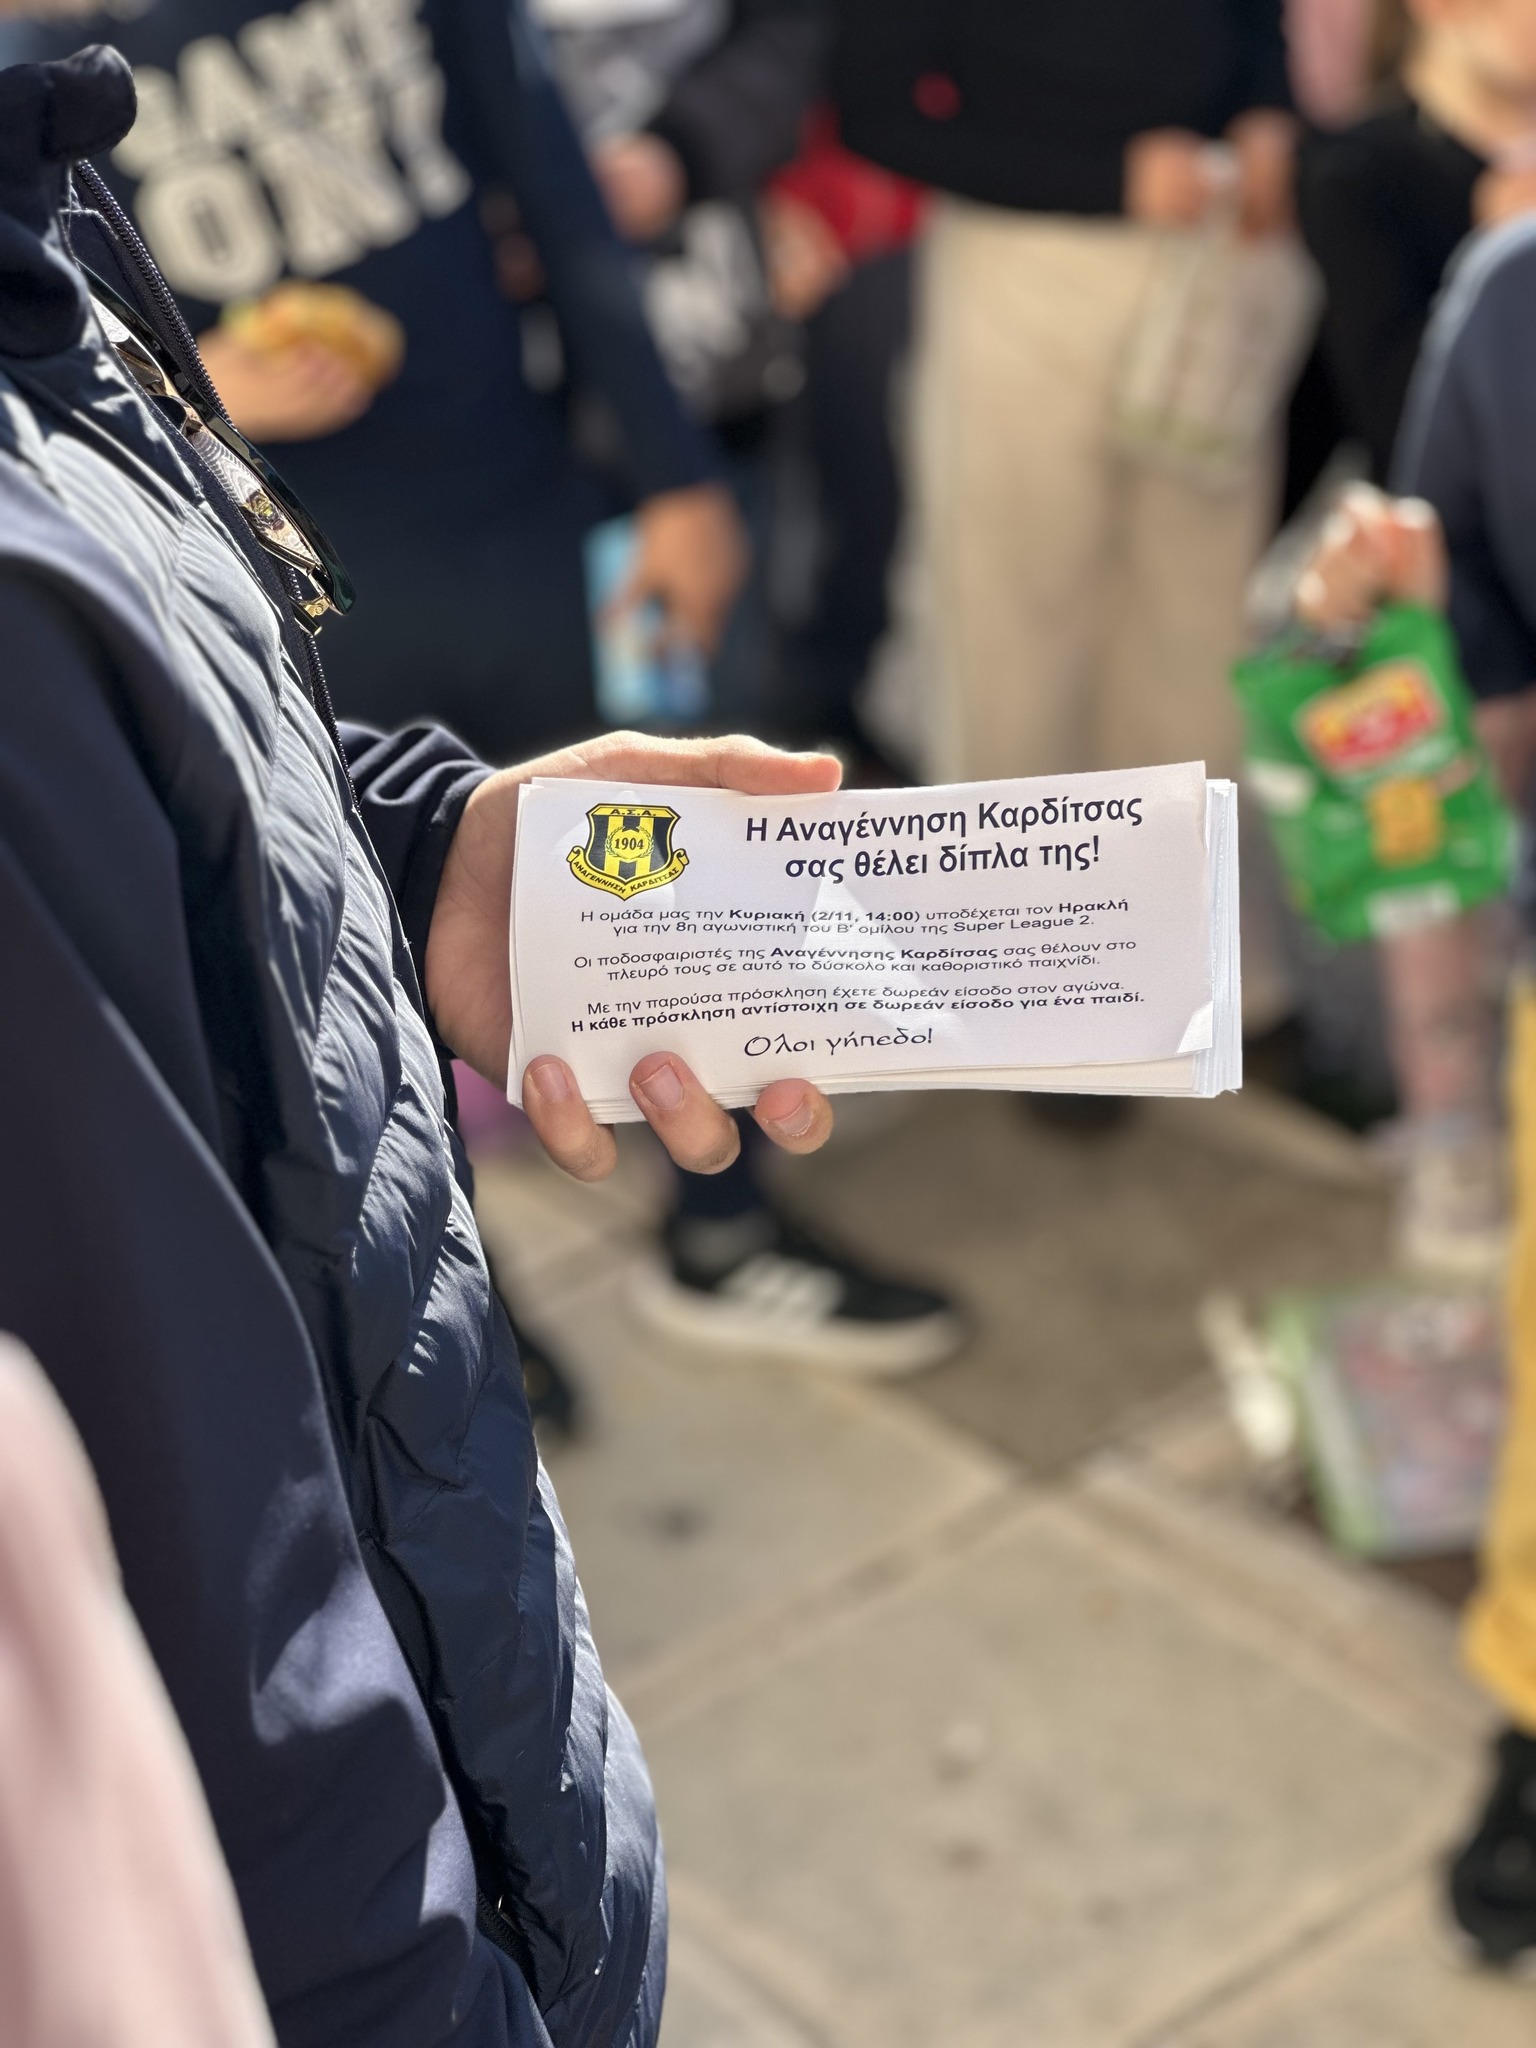 GAME
ON!
Α.Σ.Α.
1904
ΑΝΑΓΕΝΝΗΣΗ ΚΑΡΔΙΤΣΑΣ
Η Αναγέννηση Καρδίτσας
σας θέλει δίπλα της!
Η ομάδα μας την Κυριακή (2/11, 14:00) υποδέχεται τον Ηρακλή
για την 8η αγωνιστική του Β' ομίλου της Super League 2.
Οι ποδοσφαιριστές της Αναγέννησης Καρδίτσας σας θέλουν στο
πλευρό τους σε αυτό το δύσκολο και καθοριστικό παιχνίδι.
Με την παρούσα πρόσκληση έχετε δωρεάν είσοδο στον αγώνα.
Η κάθε πρόσκληση αντίστοιχη σε δωρεάν είσοδο για ένα παιδί.
Ολοι γήπεδο!